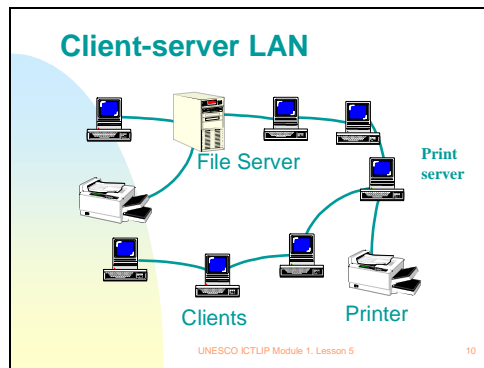 Client-server LAN
File Server
Print
server
Clients
Printer
UNESCO ICTLIP Module 1. Lesson 5
10